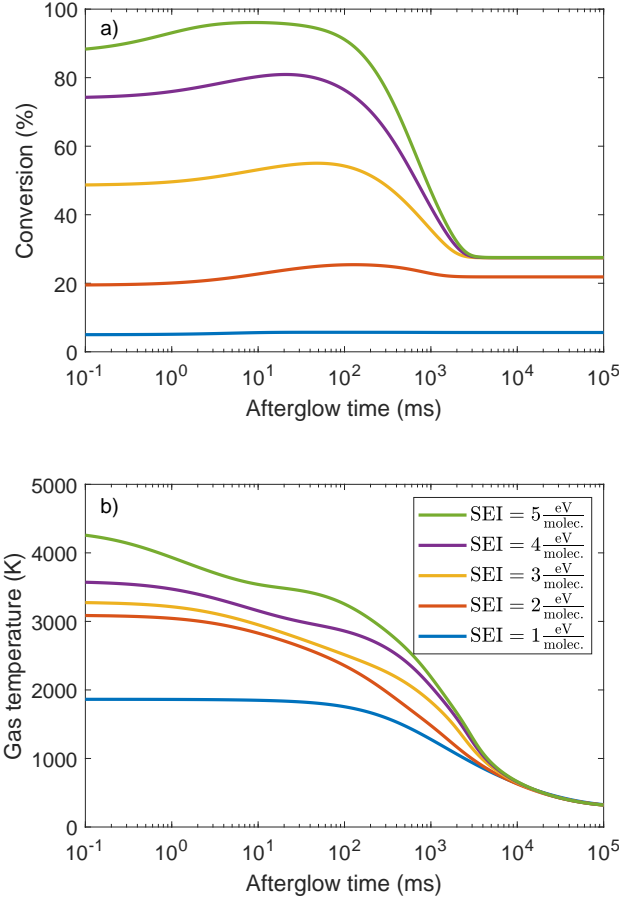 a)
100
80
60
40
20
0
Conversion (%)
10^-1 10^0 10^1 10^2 10^3 10^4 10^5
Afterglow time (ms)
b)
5000
4000
3000
2000
1000
0
Gas temperature (K)
SEI = 5 eV/molec.
SEI = 4 eV/molec.
SEI = 3 eV/molec.
SEI = 2 eV/molec.
SEI = 1 eV/molec.
10^-1 10^0 10^1 10^2 10^3 10^4 10^5
Afterglow time (ms)